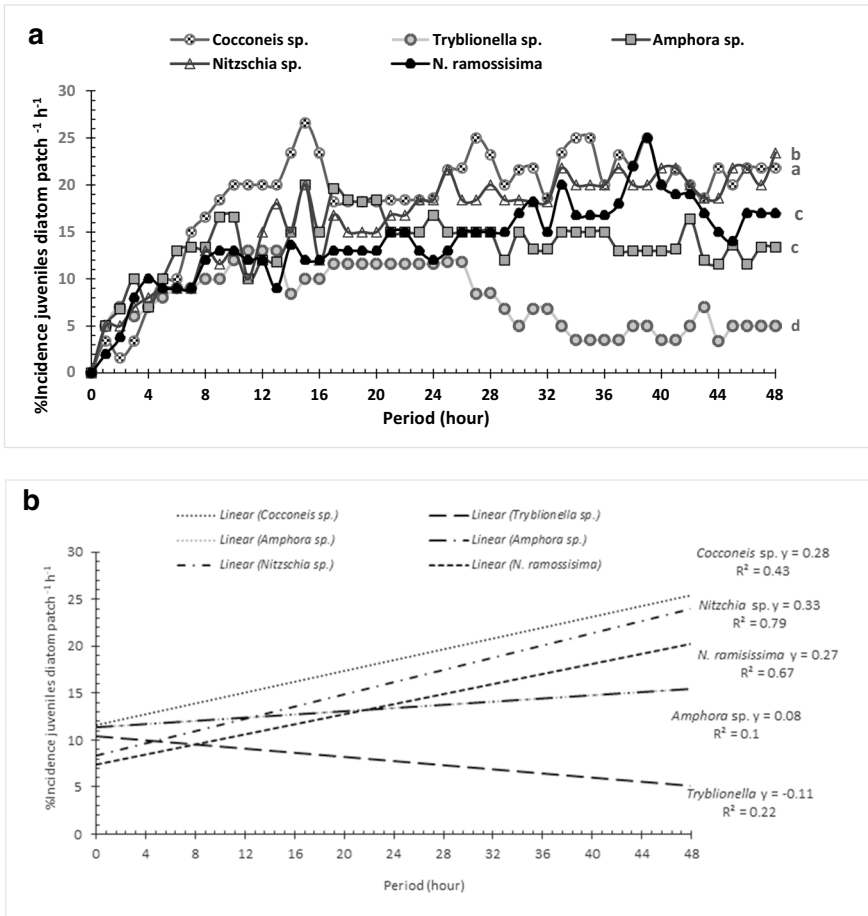 a
Cocconeis sp. Tryblionella sp. Amphora sp.
Nitzschia sp. N. ramossisima
%Incidence juveniles diatom patch ⁻¹ h⁻¹
30
25
20
15
10
5
0
b
a
c
c
d
0 4 8 12 16 20 24 28 32 36 40 44 48
Period (hour)
b
Linear (Cocconeis sp.) Linear (Tryblionella sp.)
Linear (Amphora sp.) Linear (Amphora sp.)
Linear (Nitzschia sp.) Linear (N. ramossisima)
%Incidence juveniles diatom patch ⁻¹ h⁻¹
30
25
20
15
10
5
0
Cocconeis sp. y = 0.28
R² = 0.43
Nitzchia sp. y = 0.33
R² = 0.79
N. ramisissima y = 0.27
R² = 0.67
Amphora sp. y = 0.08
R² = 0.1
Tryblionella y = -0.11
R² = 0.22
0 4 8 12 16 20 24 28 32 36 40 44 48
Period (hour)